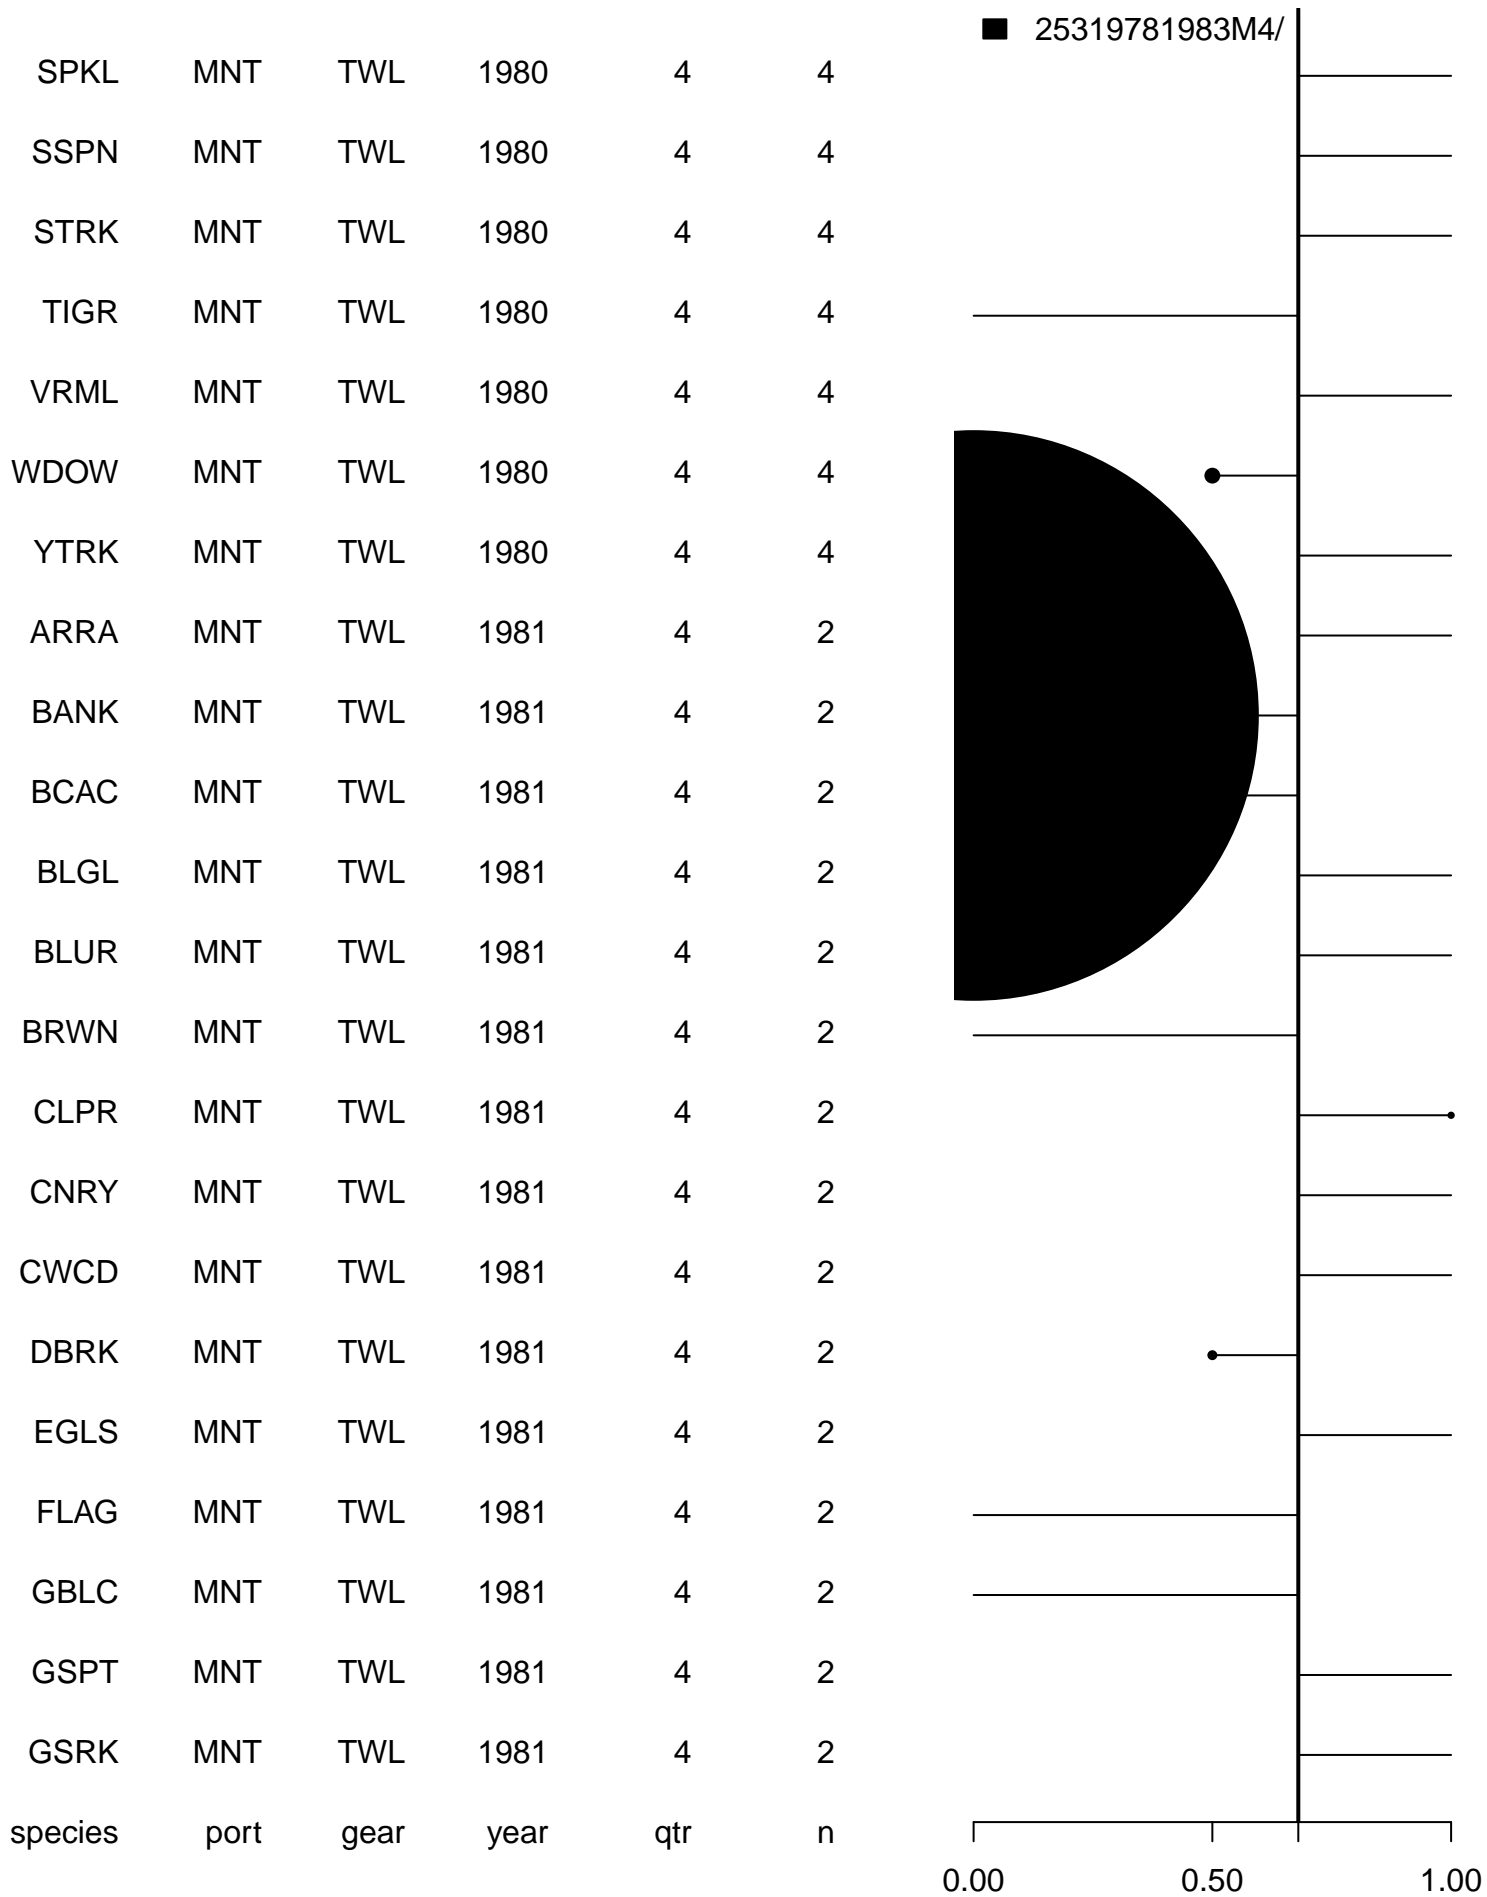 25319781983M4/
SPKL MNT TWL 1980 4 4
SSPN MNT TWL 1980 4 4
STRK MNT TWL 1980 4 4
TIGR MNT TWL 1980 4 4
VRML MNT TWL 1980 4 4
WDOW MNT TWL 1980 4 4
YTRK MNT TWL 1980 4 4
ARRA MNT TWL 1981 4 2
BANK MNT TWL 1981 4 2
BCAC MNT TWL 1981 4 2
BLGL MNT TWL 1981 4 2
BLUR MNT TWL 1981 4 2
BRWN MNT TWL 1981 4 2
CLPR MNT TWL 1981 4 2
CNRY MNT TWL 1981 4 2
CWCD MNT TWL 1981 4 2
DBRK MNT TWL 1981 4 2
EGLS MNT TWL 1981 4 2
FLAG MNT TWL 1981 4 2
GBLC MNT TWL 1981 4 2
GSPT MNT TWL 1981 4 2
GSRK MNT TWL 1981 4 2
species port gear year qtr n
0.00 0.50 1.00